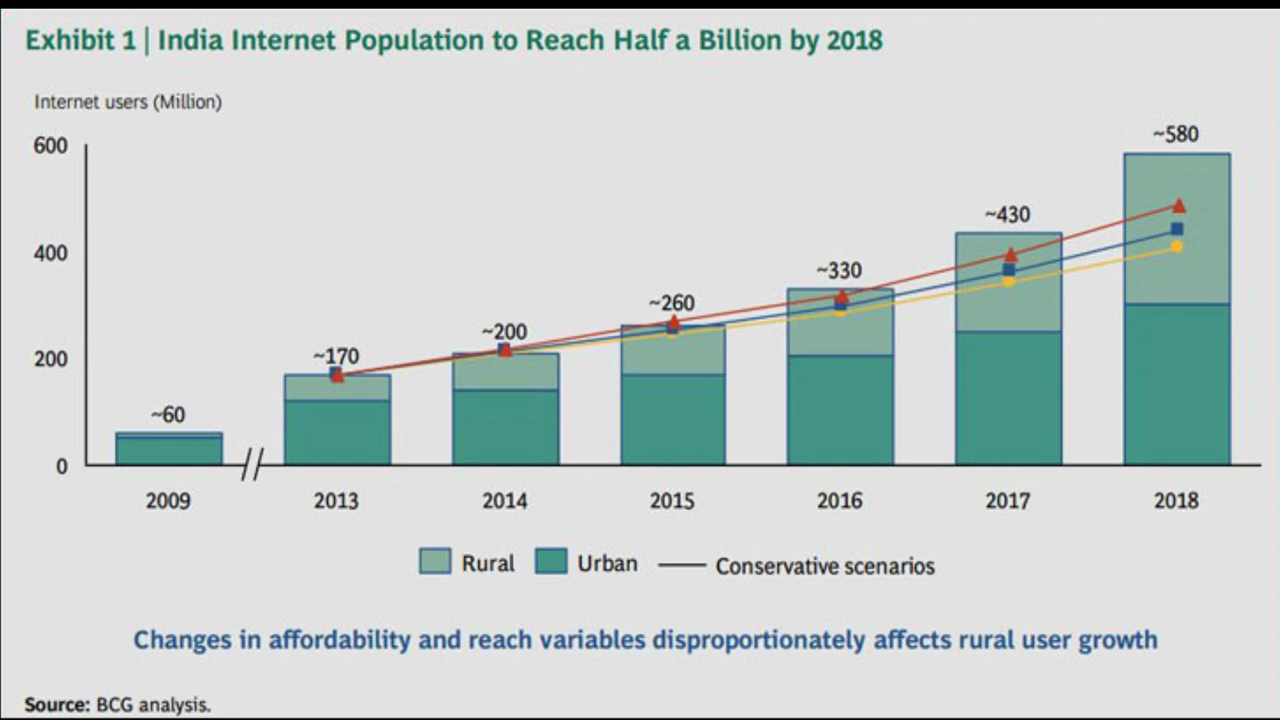 Exhibit 1 | India Internet Population to Reach Half a Billion by 2018
Internet users (Million)
600
400
200
0
~60
~170
~200
~260
~330
~430
~580
2009
2013
2014
2015
2016
2017
2018
Rural
Urban
Conservative scenarios
Changes in affordability and reach variables disproportionately affects rural user growth
Source: BCG analysis.